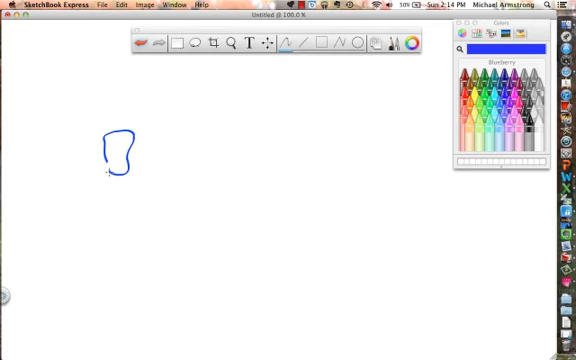 SketchBook Express File Edit Image Window Help 50% Sun 2:14 PM Michael Armstrong
Untitled @ 100.0 %
Colors
T
Blueberry